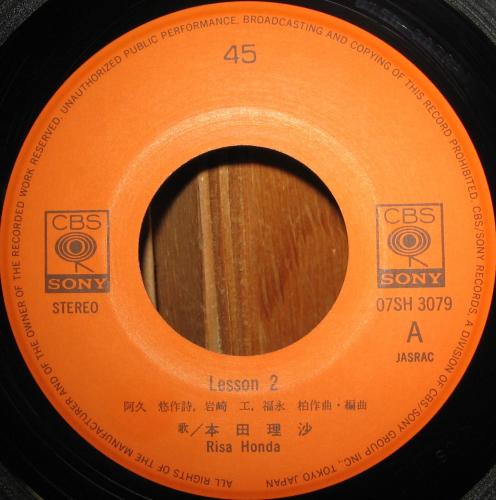 ALL RIGHTS OF THE MANUFACTURER AND OF THE OWNER OF THE RECORDED WORK RESERVED. UNAUTHORIZED PUBLIC PERFORMANCE, BROADCASTING AND COPYING OF THIS RECORD PROHIBITED. CBS/SONY RECORDS, A DIVISION OF CBS/SONY GROUP INC., TOKYO JAPAN
45
CBS
SONY
STEREO
CBS
SONY
07SH 3079
A
JASRAC
Lesson 2
阿久 悠作詩, 岩崎 工, 福永 柏作曲・編曲
歌／本田理沙
Risa Honda